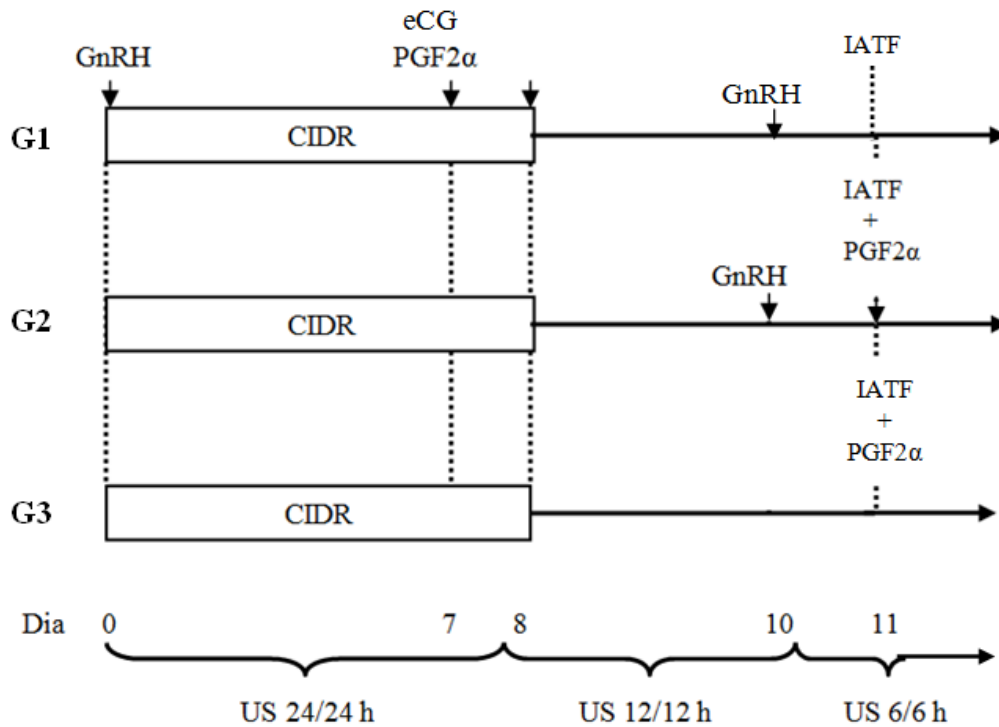 eCG
GnRH
PGF2α
IATF
GnRH
G1
CIDR
IATF
+
PGF2α
GnRH
G2
CIDR
IATF
+
PGF2α
G3
CIDR
Dia 0 7 8 10 11
US 24/24 h US 12/12 h US 6/6 h